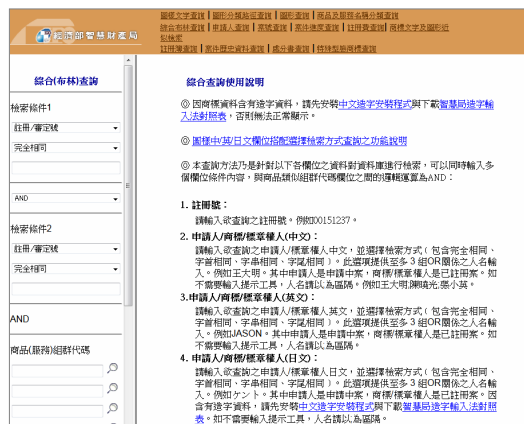 圖樣文字查詢 | 圖形分類路徑查詢 | 圖形查詢 | 商品及服務名稱分類查詢
綜合布林查詢 | 申請人查詢 | 案號查詢 | 案件進度查詢 | 註冊費查詢 | 商標文字及圖形近
似檢索
註冊簿查詢 | 案件歷史資料查詢 | 處分書查詢 | 特殊型態商標查詢
經濟部智慧財產局
綜合(布林)查詢
檢索條件1
註冊/審定號
完全相同
AND
檢索條件2
註冊/審定號
完全相同
AND
商品(服務)組群代碼
綜合查詢使用說明
◎ 因商標資料含有造字資料，請先安裝中文造字安裝程式與下載智慧局造字輸
入法對照表，否則無法正常顯示。
◎ 圖樣中/英/日文欄位搭配選擇檢索方式查詢之功能說明
◎ 本查詢方法乃是針對以下各欄位之資料對資料庫進行檢索，可以同時輸入多
個欄位條件內容，與商品類似組群代碼欄位之間的邏輯運算為AND：
1. 註冊號：
請輸入欲查詢之註冊號。例如00151237。
2. 申請人/商標/標章權人(中文)：
請輸入欲查詢之申請人/標章權人中文，並選擇檢索方式﹝包含完全相同、
字首相同、字串相同、字尾相同﹞。此選項提供至多 3 組OR關係之人名輸
入。例如王大明。其中申請人是申請中案，商標/標章權人是已註冊案。如
不需要輸入提示工具，人名請以;為區隔。例如王大明;陳曉光;張小英。
3.申請人/商標/標章權人(英文)：
請輸入欲查詢之申請人/標章權人英文，並選擇檢索方式﹝包含完全相同、
字首相同、字串相同、字尾相同﹞。此選項提供至多 3 組OR關係之人名輸
入。例如JASON。其中申請人是申請中案，商標/標章權人是已註冊案。如
不需要輸入提示工具，人名請以;為區隔。
4. 申請人/商標/標章權人(日文)：
請輸入欲查詢之申請人/標章權人日文，並選擇檢索方式﹝包含完全相同、
字首相同、字串相同、字尾相同﹞。此選項提供至多 3 組OR關係之人名輸
入。例如ケント。其中申請人是申請中案，商標/標章權人是已註冊案。因
含有造字資料，請先安裝中文造字安裝程式與下載智慧局造字輸入法對照
表。如不需要輸入提示工具，人名請以;為區隔。